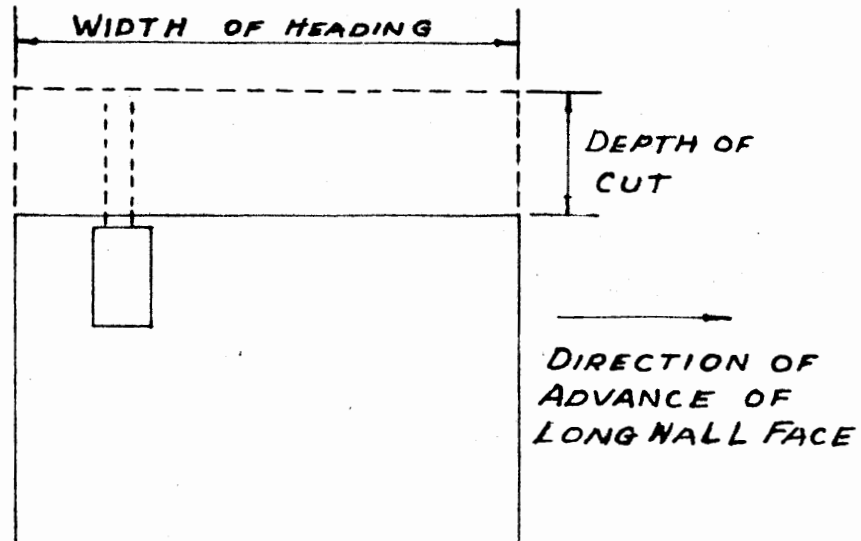 WIDTH OF HEADING
DEPTH OF
CUT
DIRECTION OF
ADVANCE OF
LONG WALL FACE